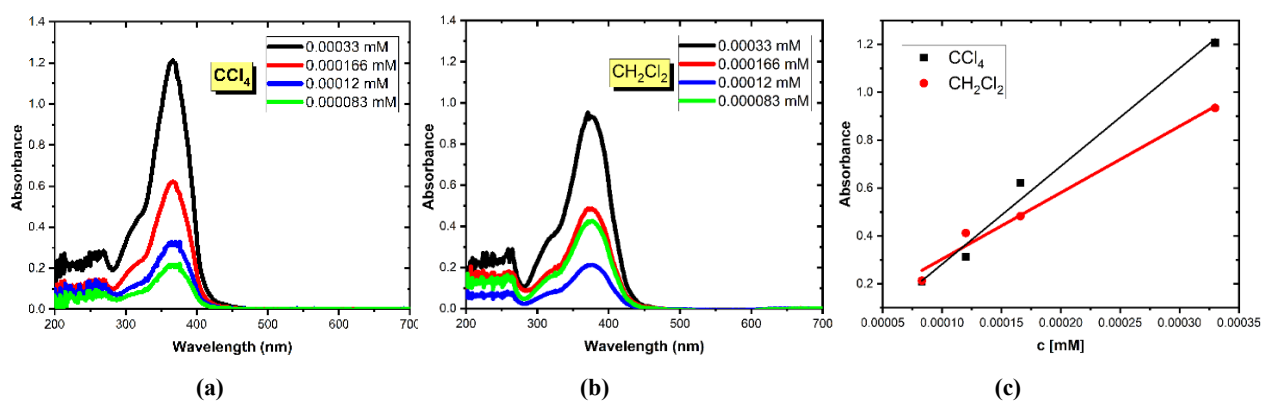 1.4
1.2
1.0
0.8
0.6
0.4
0.2
0.0
Absorbance
CCl4
0.00033 mM
0.000166 mM
0.00012 mM
0.000083 mM
200 300 400 500 600 700
Wavelength (nm)
(a)
1.4
1.2
1.0
0.8
0.6
0.4
0.2
0.0
Absorbance
CH2Cl2
0.00033 mM
0.000166 mM
0.00012 mM
0.000083 mM
200 300 400 500 600 700
Wavelength (nm)
(b)
1.2
1.0
0.8
0.6
0.4
0.2
Absorbance
CCl4
CH2Cl2
0.00005 0.00010 0.00015 0.00020 0.00025 0.00030 0.00035
c [mM]
(c)